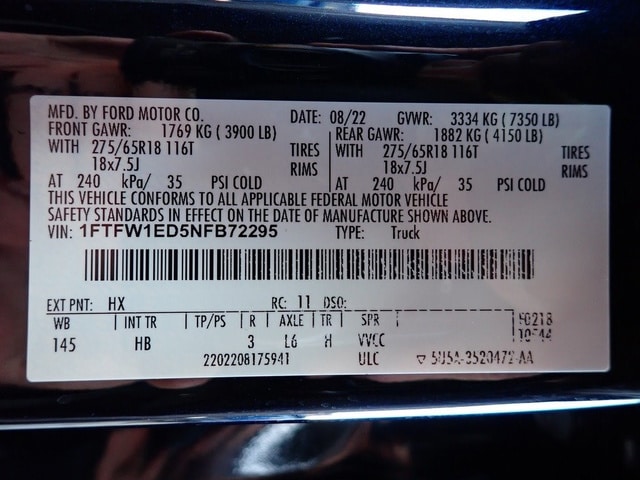 MFD. BY FORD MOTOR CO. DATE: 08/22 GVWR: 3334 KG ( 7350 LB)
FRONT GAWR: 1769 KG ( 3900 LB) REAR GAWR: 1882 KG ( 4150 LB)
WITH 275/65R18 116T TIRES WITH 275/65R18 116T TIRES
18x7.5J RIMS 18x7.5J RIMS
AT 240 kPa/ 35 PSI COLD AT 240 kPa/ 35 PSI COLD
THIS VEHICLE CONFORMS TO ALL APPLICABLE FEDERAL MOTOR VEHICLE
SAFETY STANDARDS IN EFFECT ON THE DATE OF MANUFACTURE SHOWN ABOVE.
VIN: 1FTFW1ED5NFB72295 TYPE: Truck
EXT PNT: HX RC: 11 DSO:
WB INT TR TP/PS R AXLE TR SPR
145 HB 3 L6 H VVCC
2202208175941 ULC